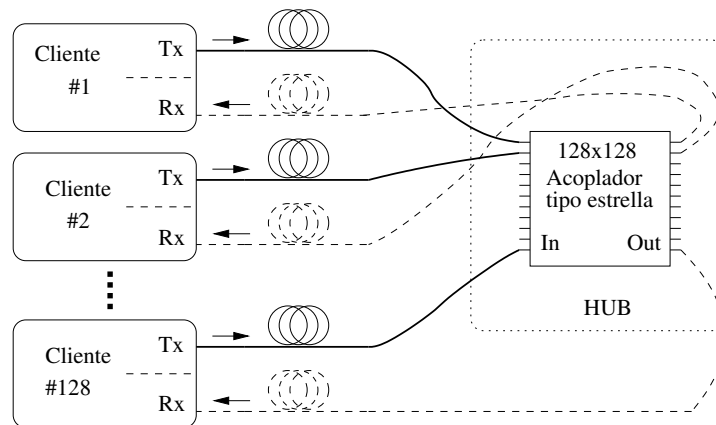 Cliente
#1
Tx
Rx
Cliente
#2
Tx
Rx
Cliente
#128
Tx
Rx
128x128
Acoplador
tipo estrella
In Out
HUB